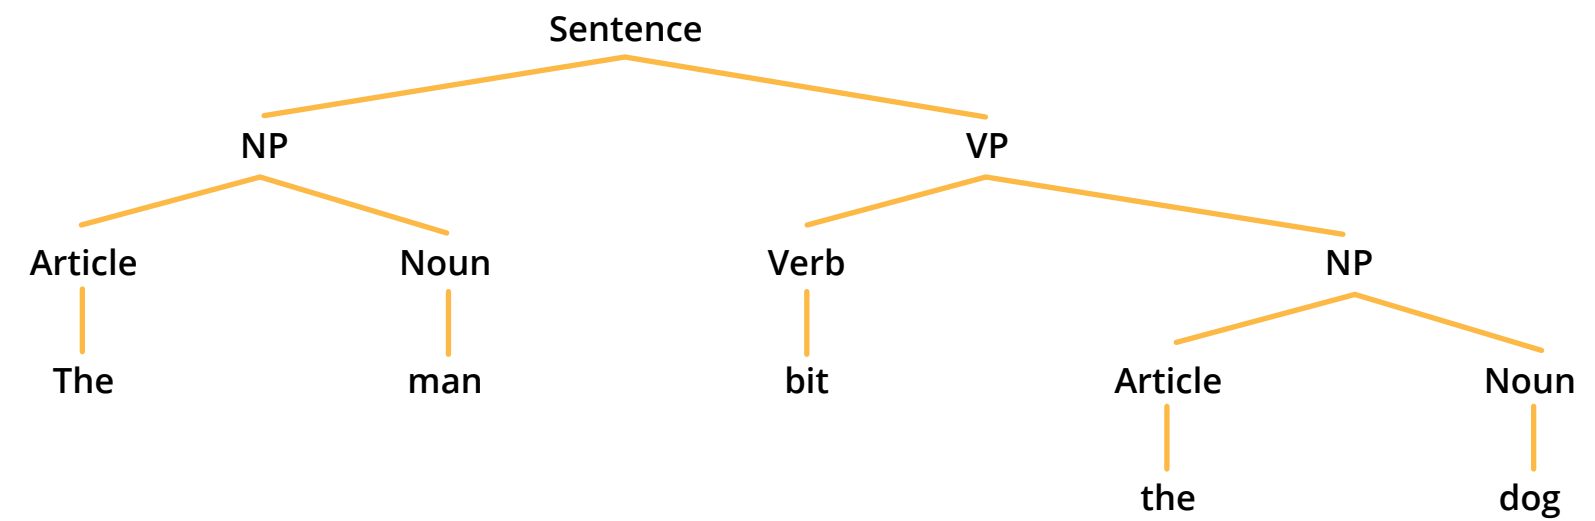 Sentence
NP VP
Article Noun Verb NP
The man bit Article Noun
the dog